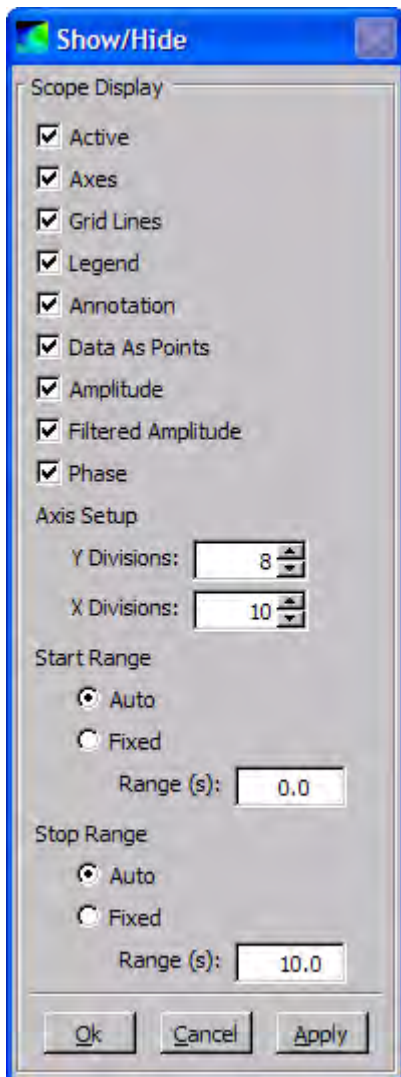 Show/Hide
Scope Display
Active
Axes
Grid Lines
Legend
Annotation
Data As Points
Amplitude
Filtered Amplitude
Phase
Axis Setup
Y Divisions: 8
X Divisions: 10
Start Range
Auto
Fixed
Range (s): 0.0
Stop Range
Auto
Fixed
Range (s): 10.0
Ok Cancel Apply